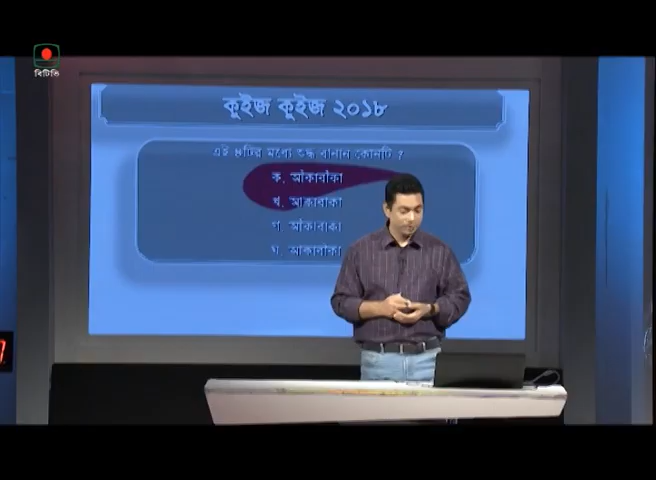 বিটিভি
কুইজ কুইজ ২০১৮
এই ৪টির মধ্যে শুদ্ধ বানান কোনটি ?
ক. আঁকাবাঁকা
খ. আকাবাকা
গ. আঁকাবাকা
ঘ. আকাবাঁকা